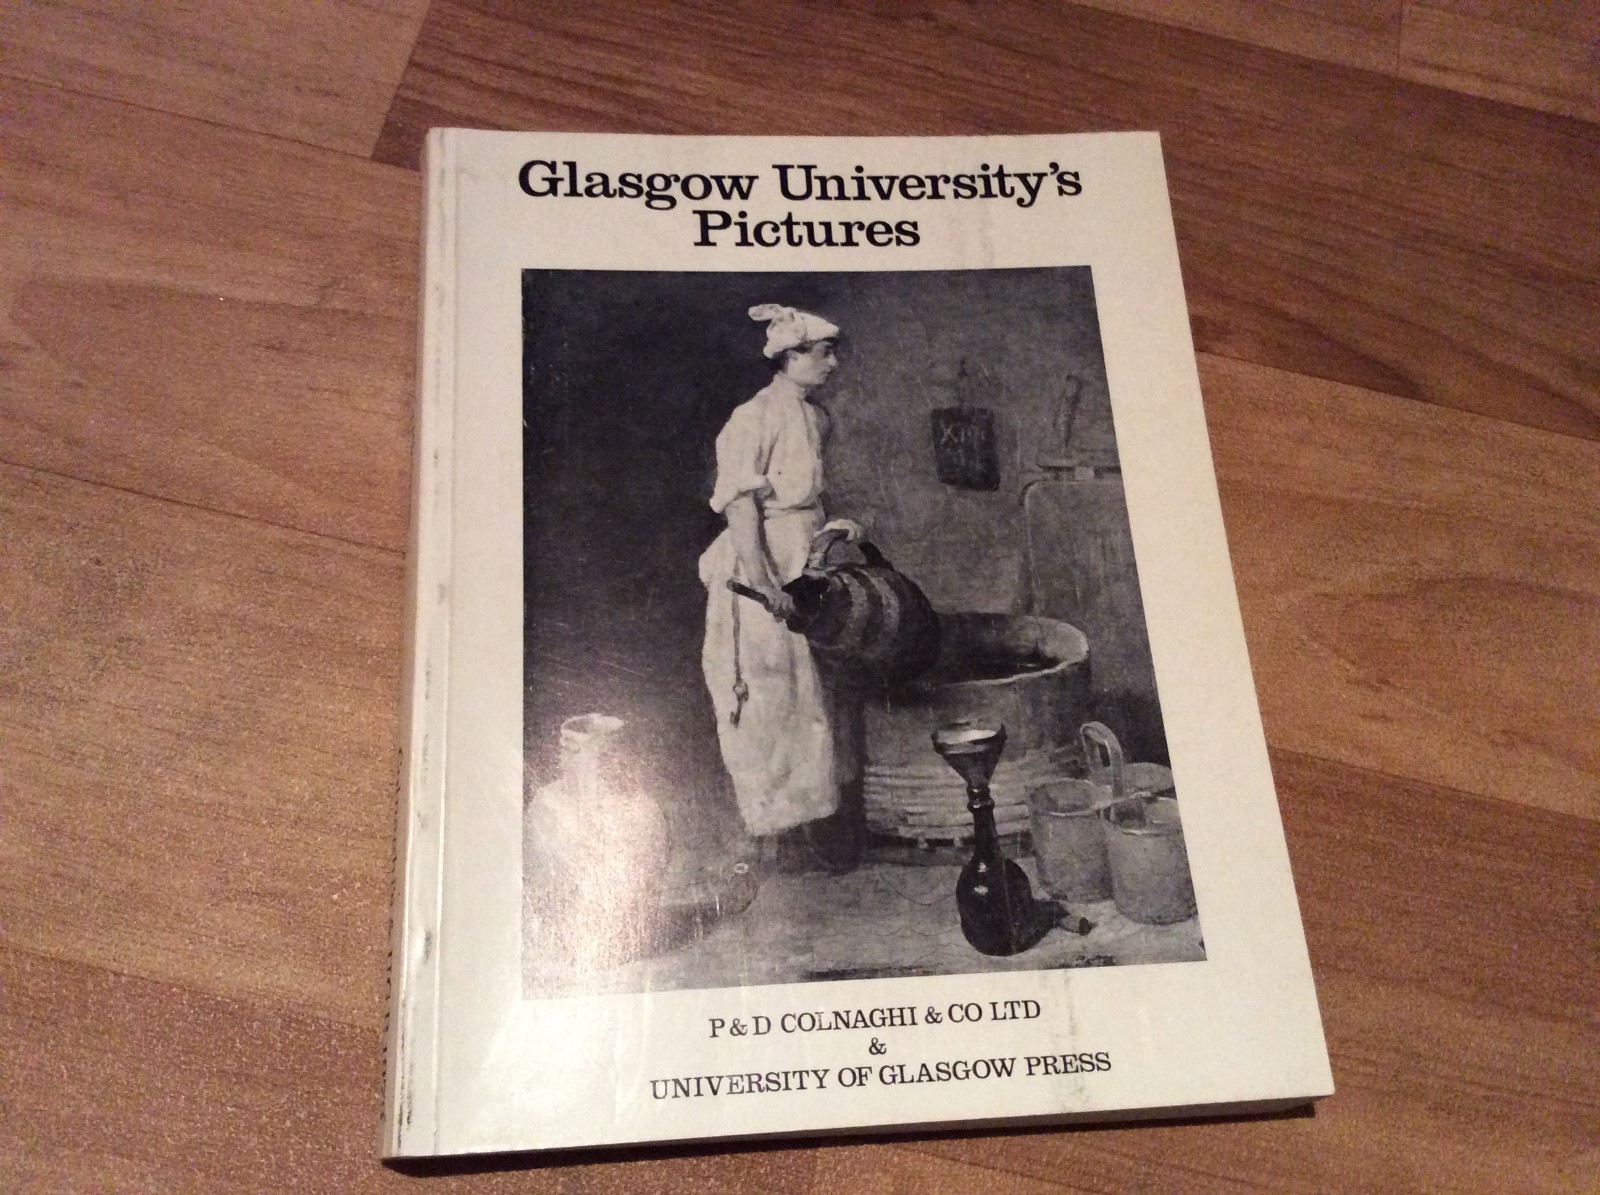 Glasgow University's
Pictures
P & D COLNAGHI & CO LTD
&
UNIVERSITY OF GLASGOW PRESS